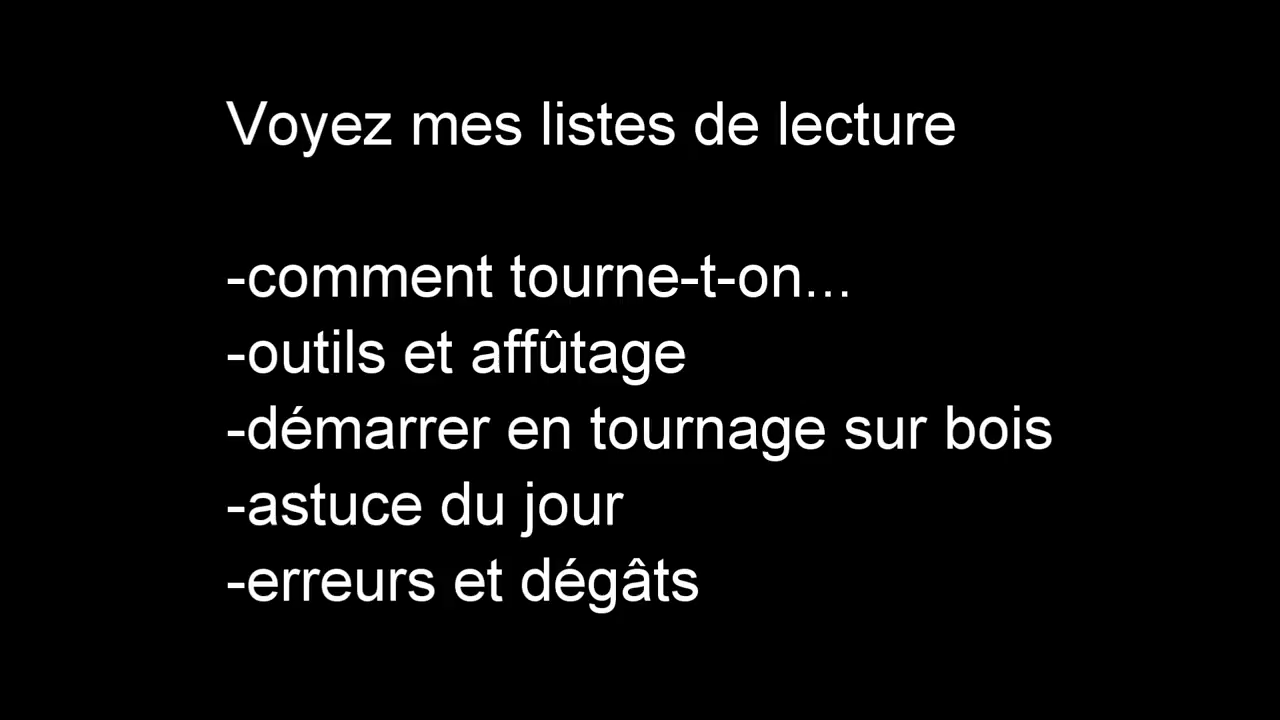 Voyez mes listes de lecture
-comment tourne-t-on...
-outils et affûtage
-démarrer en tournage sur bois
-astuce du jour
-erreurs et dégâts